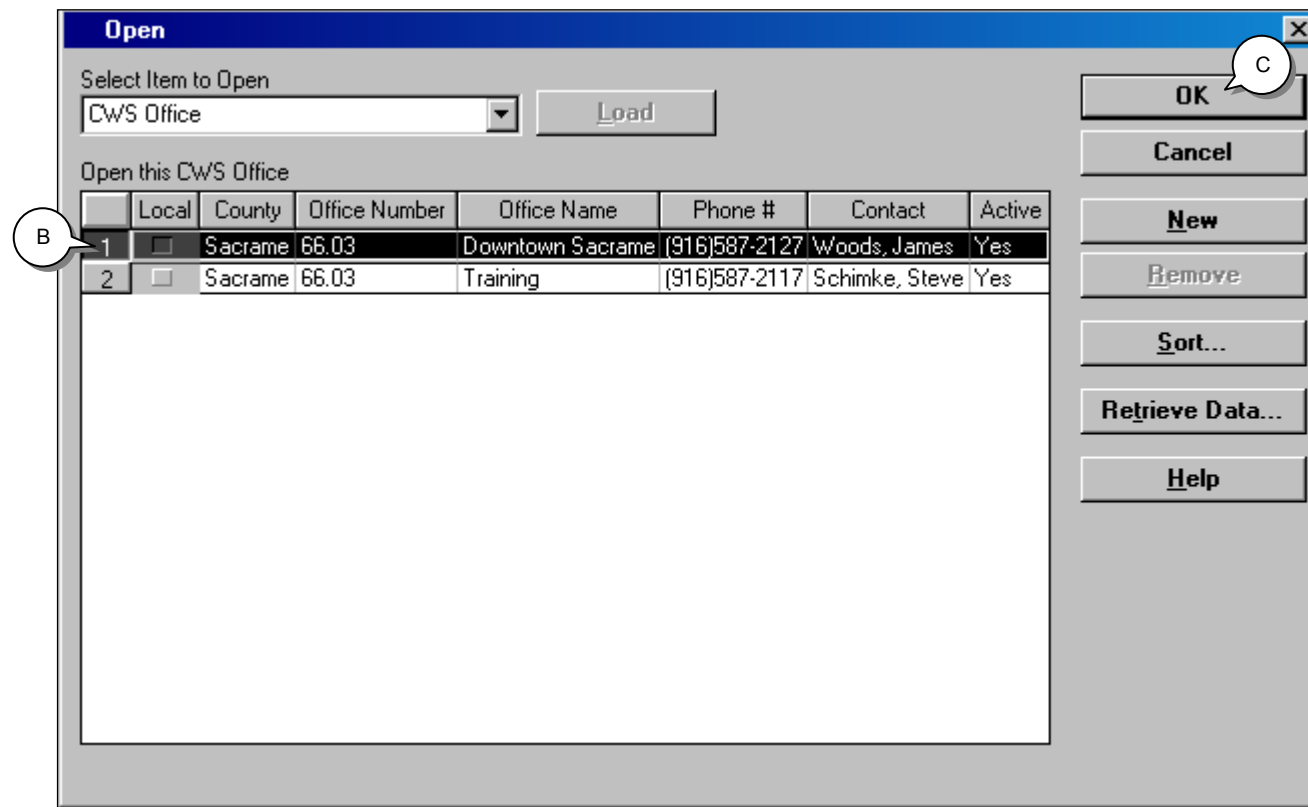 Open
Select Item to Open
CWS Office
Load
Open this CWS Office
Local County Office Number Office Name Phone # Contact Active
1 Sacrame 66.03 Downtown Sacrame (916)587-2127 Woods, James Yes
2 Sacrame 66.03 Training (916)587-2117 Schimke, Steve Yes
B
C
OK
Cancel
New
Remove
Sort...
Retrieve Data...
Help